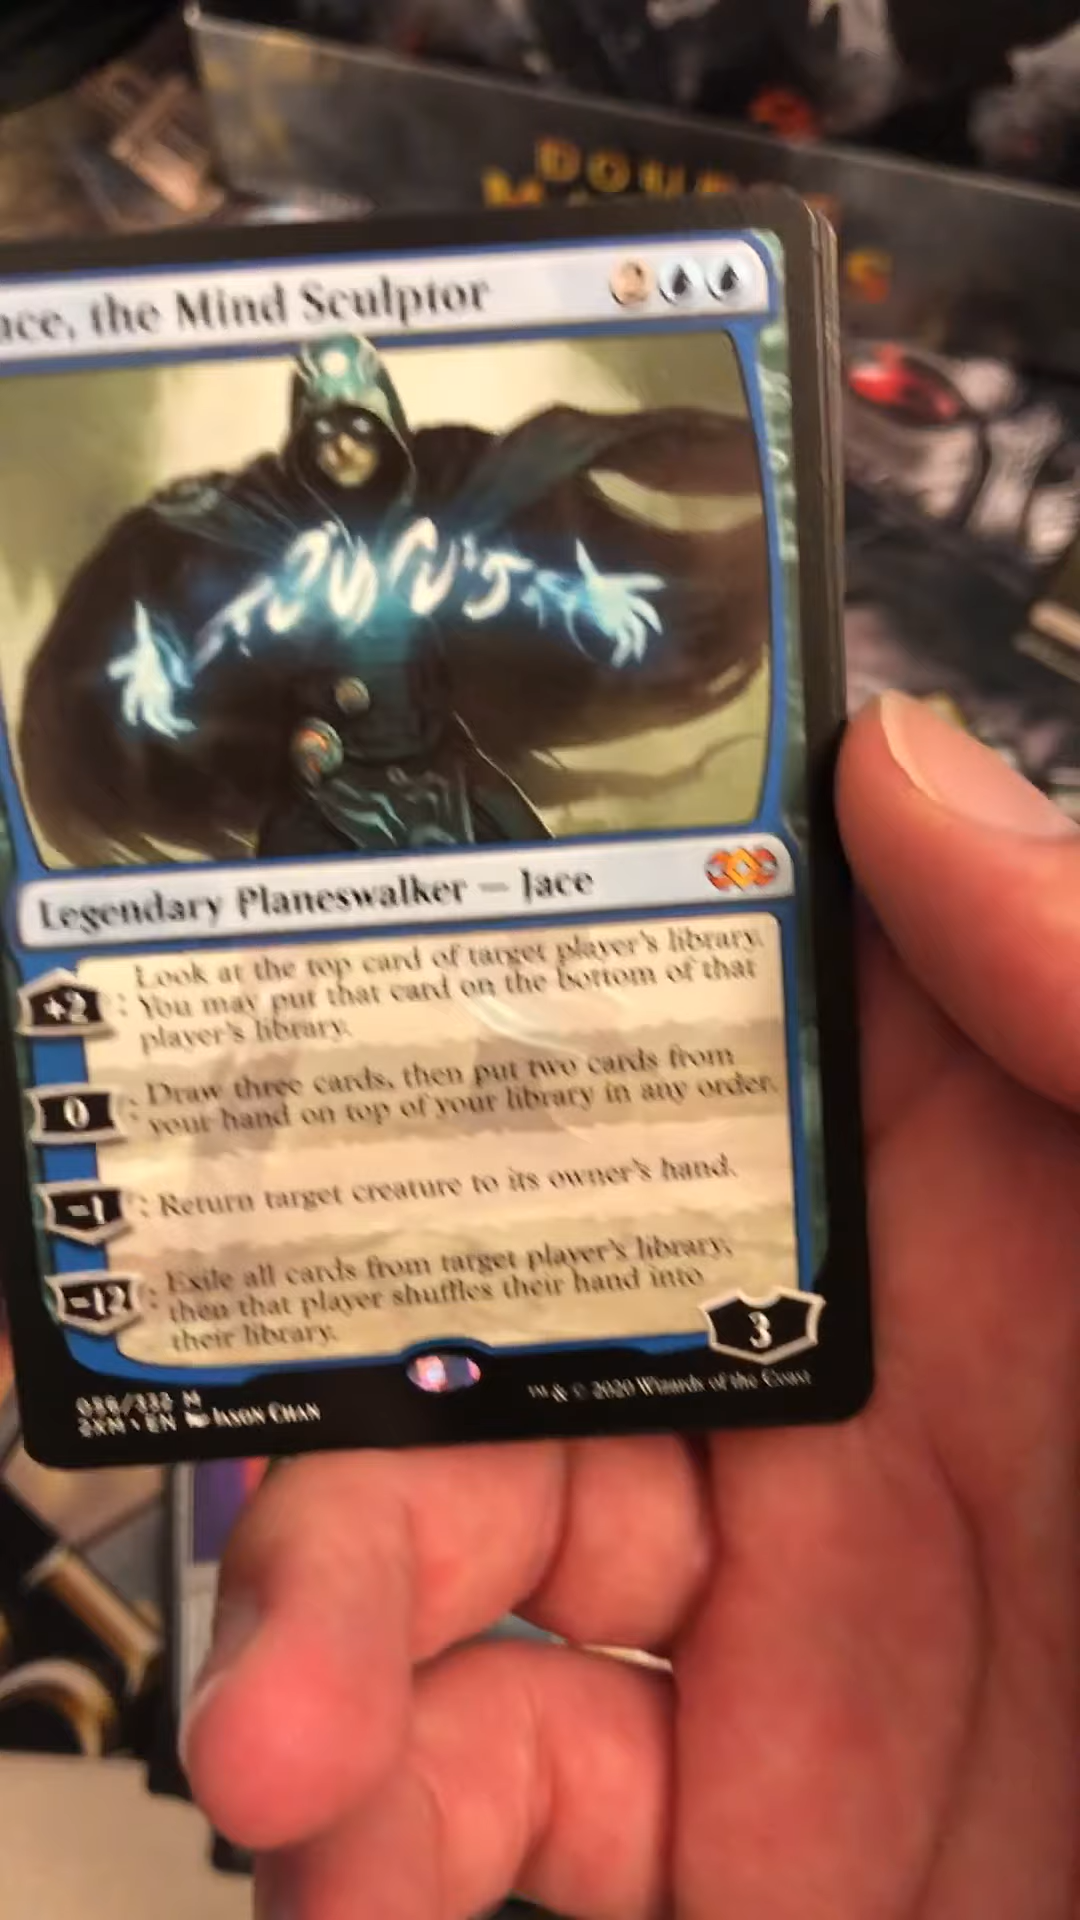 DOUB
ace, the Mind Sculptor
2
Legendary Planeswalker — Jace
+2: Look at the top card of target player's library.
You may put that card on the bottom of that
player's library.
0: Draw three cards, then put two cards from
your hand on top of your library in any order.
-1: Return target creature to its owner's hand.
-12: Exile all cards from target player's library,
then that player shuffles their hand into
their library.
3
™ & © 2020 Wizards of the Coast
2XM • EN Jason Chan